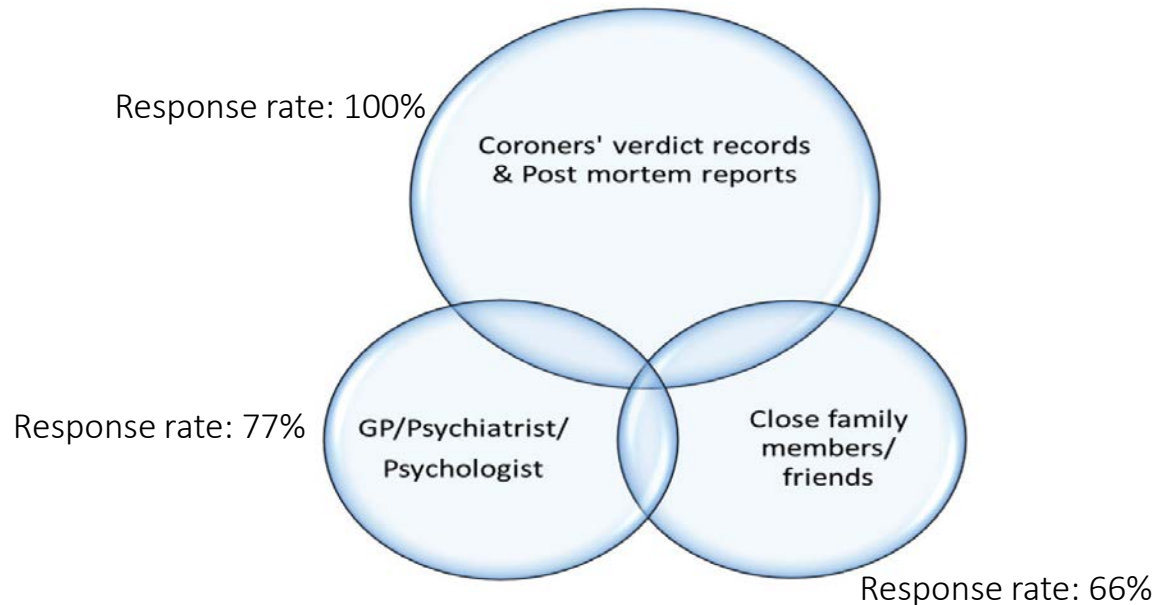 Response rate: 100%
Coroners' verdict records
& Post mortem reports
Response rate: 77%
GP/Psychiatrist/
Psychologist
Close family
members/
friends
Response rate: 66%